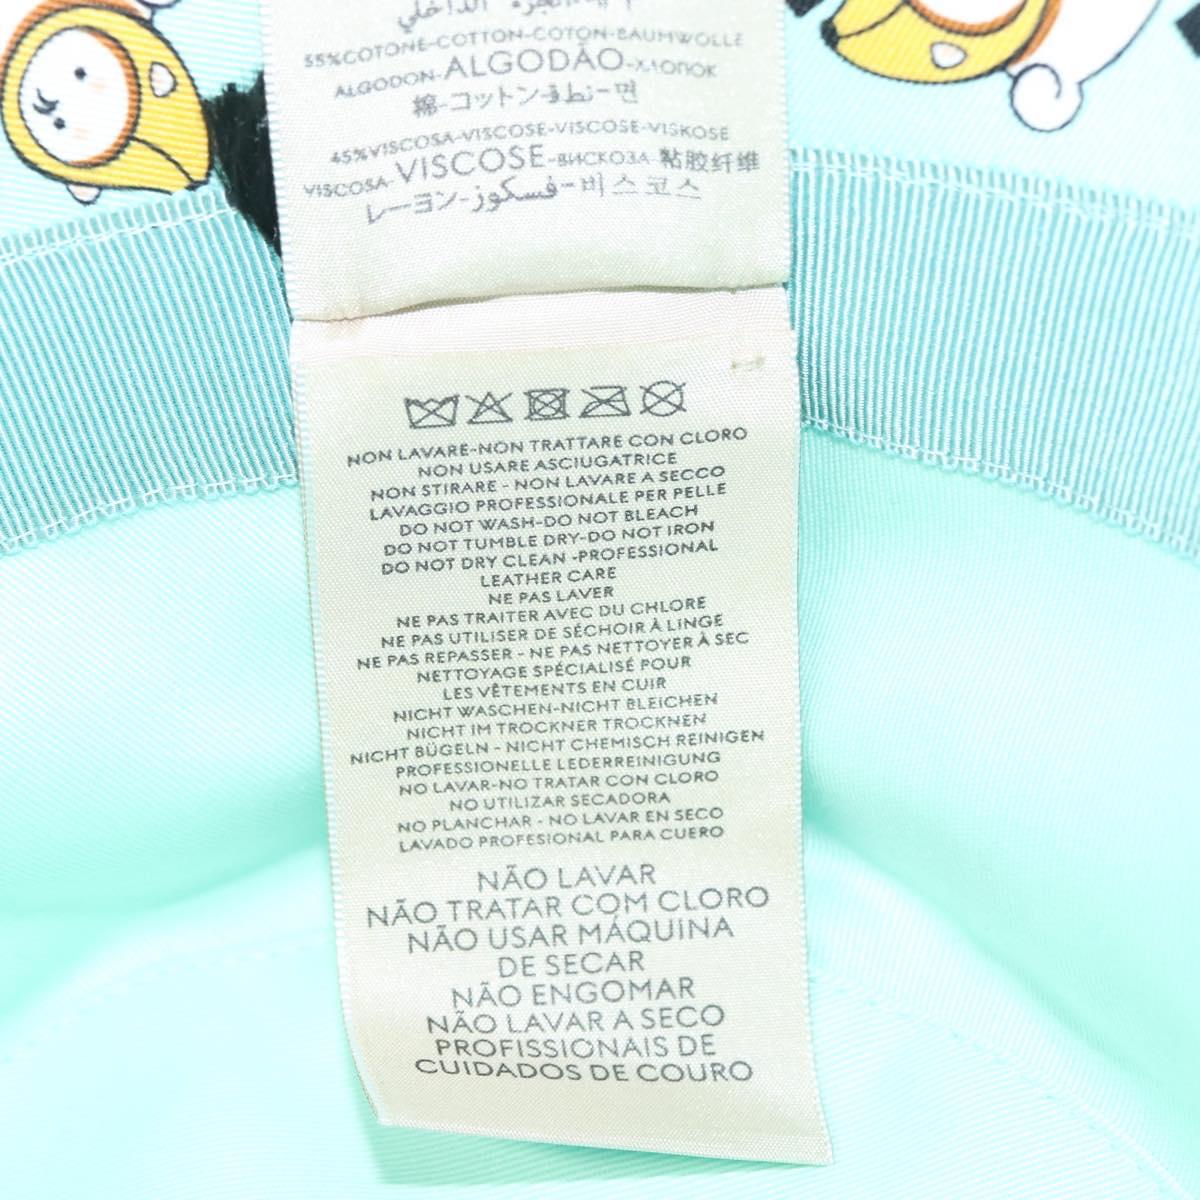 الجزء الداخلي
55%COTONE-COTTON-COTON-BAUMWOLLE
ALGODON-ALGODÃO-ХЛОПОК
棉-コットン-قطن-면
45%VISCOSA-VISCOSE-VISCOSE-VISKOSE
VISCOSA-VISCOSE-ВИСКОЗА-粘胶纤维
レーヨン-فسكوز-비스코스
NON LAVARE-NON TRATTARE CON CLORO
NON USARE ASCIUGATRICE
NON STIRARE - NON LAVARE A SECCO
LAVAGGIO PROFESSIONALE PER PELLE
DO NOT WASH-DO NOT BLEACH
DO NOT TUMBLE DRY-DO NOT IRON
DO NOT DRY CLEAN -PROFESSIONAL
LEATHER CARE
NE PAS LAVER
NE PAS TRAITER AVEC DU CHLORE
NE PAS UTILISER DE SÉCHOIR À LINGE
NE PAS REPASSER - NE PAS NETTOYER À SEC
NETTOYAGE SPÉCIALISÉ POUR
LES VÊTEMENTS EN CUIR
NICHT WASCHEN-NICHT BLEICHEN
NICHT IM TROCKNER TROCKNEN
NICHT BÜGELN - NICHT CHEMISCH REINIGEN
PROFESSIONELLE LEDERREINIGUNG
NO LAVAR-NO TRATAR CON CLORO
NO UTILIZAR SECADORA
NO PLANCHAR - NO LAVAR EN SECO
LAVADO PROFESIONAL PARA CUERO
NÃO LAVAR
NÃO TRATAR COM CLORO
NÃO USAR MÁQUINA
DE SECAR
NÃO ENGOMAR
NÃO LAVAR A SECO
PROFISSIONAIS DE
CUIDADOS DE COURO